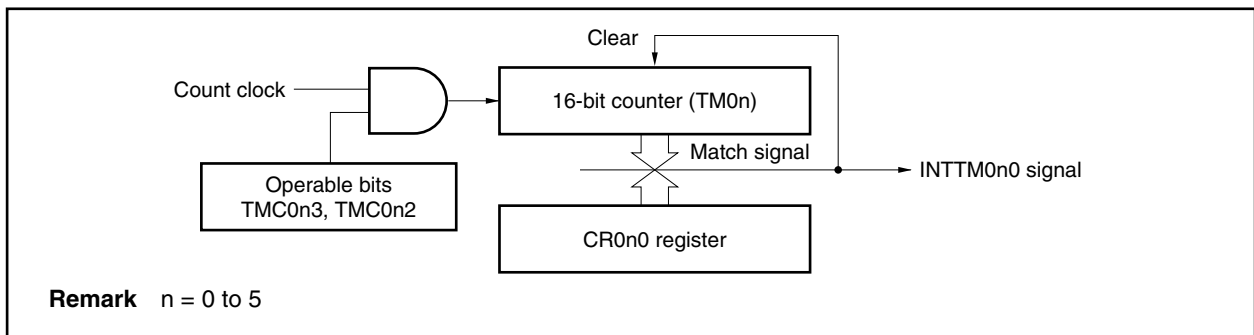 Clear
Count clock
16-bit counter (TM0n)
Match signal
INTTM0n0 signal
Operable bits
TMC0n3, TMC0n2
CR0n0 register
Remark n = 0 to 5